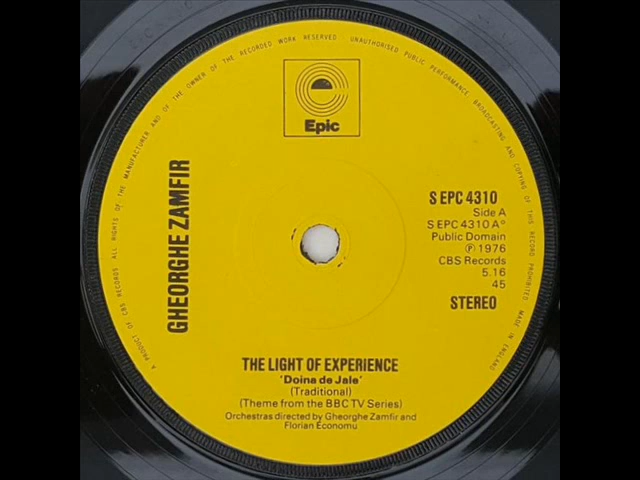 A PRODUCT OF CBS RECORDS ALL RIGHTS OF THE MANUFACTURER AND OF THE OWNER OF THE RECORDED WORK RESERVED UNAUTHORISED PUBLIC PERFORMANCE, BROADCASTING AND COPYING OF THIS RECORD PROHIBITED MADE IN ENGLAND
Epic
GHEORGHE ZAMFIR
S EPC 4310
Side A
S EPC 4310 A°
Public Domain
℗ 1976
CBS Records
5.16
45
STEREO
THE LIGHT OF EXPERIENCE
'Doina de Jale'
(Traditional)
(Theme from the BBC TV Series)
Orchestras directed by Gheorghe Zamfir and
Florian Economu